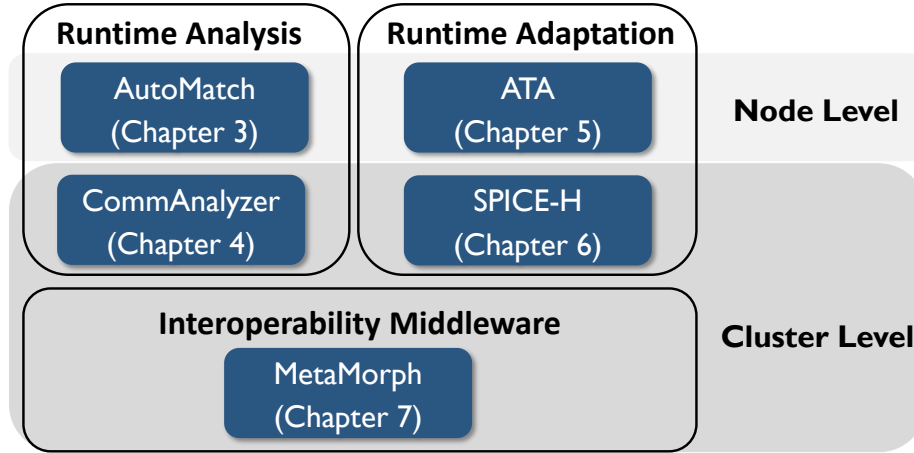 Runtime Analysis
Runtime Adaptation
AutoMatch
(Chapter 3)
ATA
(Chapter 5)
Node Level
CommAnalyzer
(Chapter 4)
SPICE-H
(Chapter 6)
Interoperability Middleware
Cluster Level
MetaMorph
(Chapter 7)